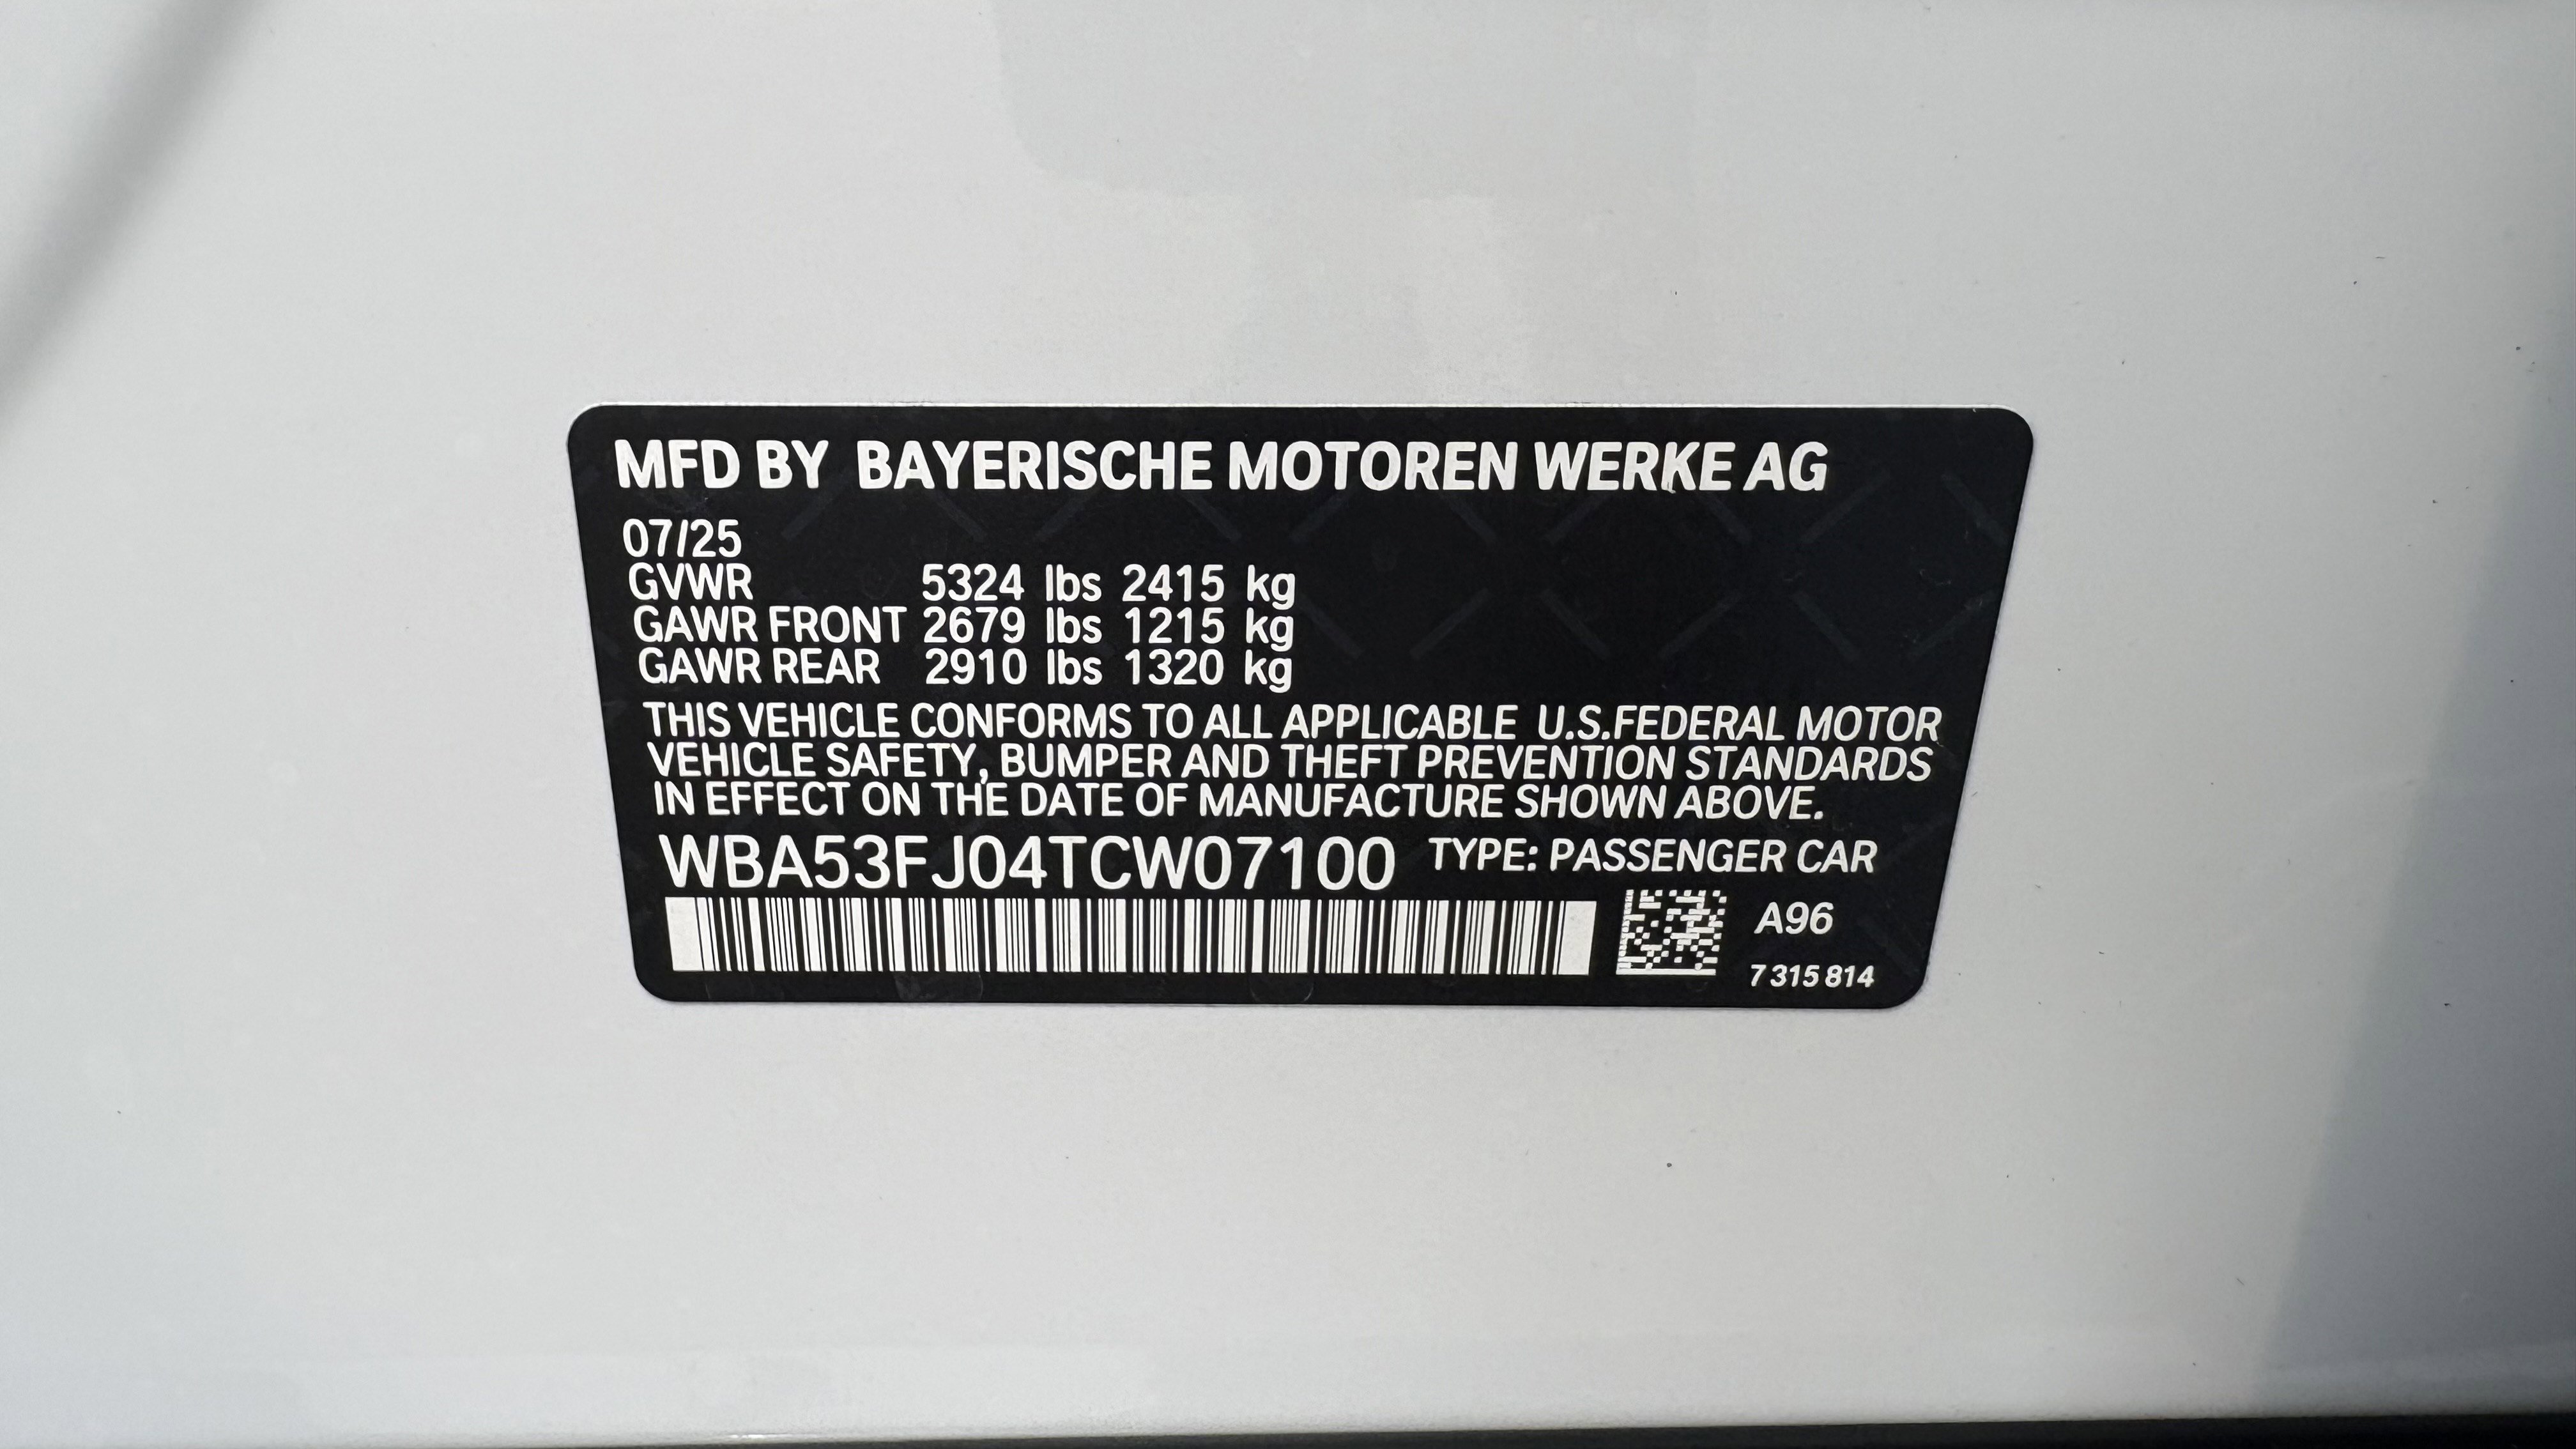 MFD BY BAYERISCHE MOTOREN WERKE AG
07/25
GVWR 5324 lbs 2415 kg
GAWR FRONT 2679 lbs 1215 kg
GAWR REAR 2910 lbs 1320 kg
THIS VEHICLE CONFORMS TO ALL APPLICABLE U.S.FEDERAL MOTOR
VEHICLE SAFETY, BUMPER AND THEFT PREVENTION STANDARDS
IN EFFECT ON THE DATE OF MANUFACTURE SHOWN ABOVE.
WBA53FJ04TCW07100 TYPE: PASSENGER CAR
A96
7 315 814